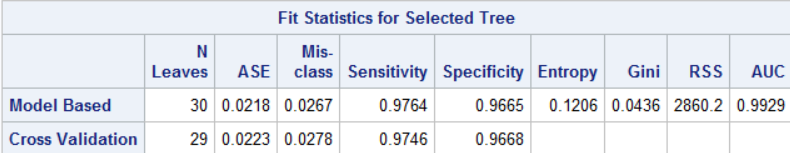 Fit Statistics for Selected Tree
N Leaves ASE Mis-class Sensitivity Specificity Entropy Gini RSS AUC
Model Based 30 0.0218 0.0267 0.9764 0.9665 0.1206 0.0436 2860.2 0.9929
Cross Validation 29 0.0223 0.0278 0.9746 0.9668